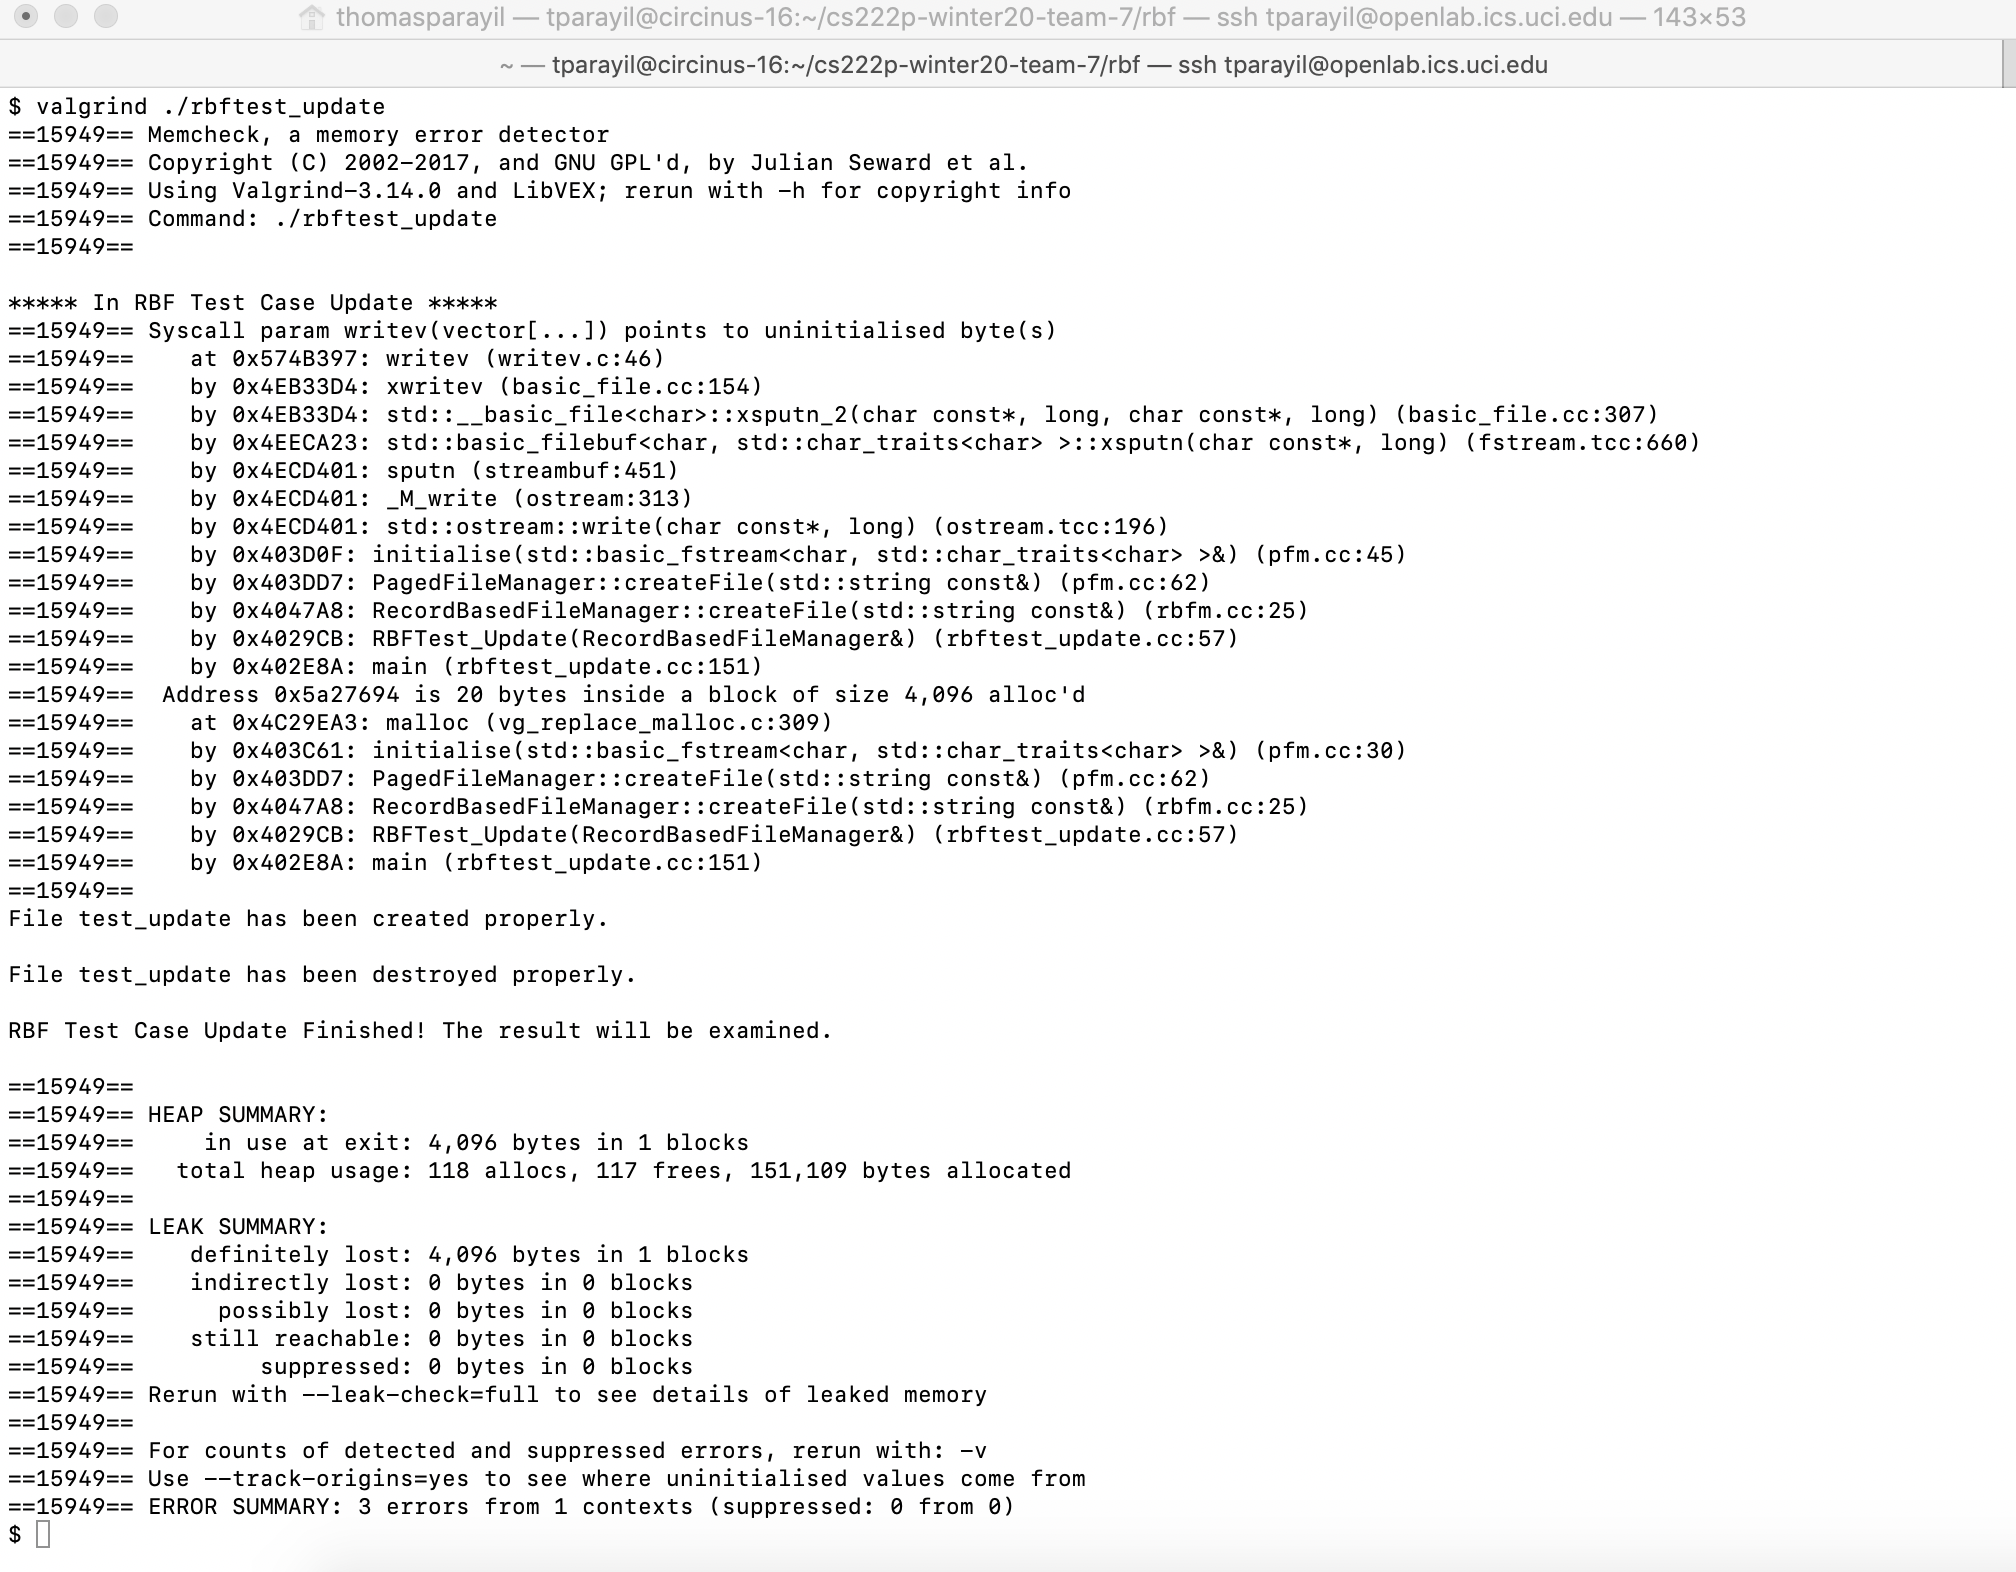 thomasparayil — tparayil@circinus-16:~/cs222p-winter20-team-7/rbf — ssh tparayil@openlab.ics.uci.edu — 143×53
~ — tparayil@circinus-16:~/cs222p-winter20-team-7/rbf — ssh tparayil@openlab.ics.uci.edu
$ valgrind ./rbftest_update
==15949== Memcheck, a memory error detector
==15949== Copyright (C) 2002-2017, and GNU GPL'd, by Julian Seward et al.
==15949== Using Valgrind-3.14.0 and LibVEX; rerun with -h for copyright info
==15949== Command: ./rbftest_update
==15949==
***** In RBF Test Case Update *****
==15949== Syscall param writev(vector[...]) points to uninitialised byte(s)
==15949==    at 0x574B397: writev (writev.c:46)
==15949==    by 0x4EB33D4: xwritev (basic_file.cc:154)
==15949==    by 0x4EB33D4: std::__basic_file<char>::xsputn_2(char const*, long, char const*, long) (basic_file.cc:307)
==15949==    by 0x4EECA23: std::basic_filebuf<char, std::char_traits<char> >::xsputn(char const*, long) (fstream.tcc:660)
==15949==    by 0x4ECD401: sputn (streambuf:451)
==15949==    by 0x4ECD401: _M_write (ostream:313)
==15949==    by 0x4ECD401: std::ostream::write(char const*, long) (ostream.tcc:196)
==15949==    by 0x403D0F: initialise(std::basic_fstream<char, std::char_traits<char> >&) (pfm.cc:45)
==15949==    by 0x403DD7: PagedFileManager::createFile(std::string const&) (pfm.cc:62)
==15949==    by 0x4047A8: RecordBasedFileManager::createFile(std::string const&) (rbfm.cc:25)
==15949==    by 0x4029CB: RBFTest_Update(RecordBasedFileManager&) (rbftest_update.cc:57)
==15949==    by 0x402E8A: main (rbftest_update.cc:151)
==15949==  Address 0x5a27694 is 20 bytes inside a block of size 4,096 alloc'd
==15949==    at 0x4C29EA3: malloc (vg_replace_malloc.c:309)
==15949==    by 0x403C61: initialise(std::basic_fstream<char, std::char_traits<char> >&) (pfm.cc:30)
==15949==    by 0x403DD7: PagedFileManager::createFile(std::string const&) (pfm.cc:62)
==15949==    by 0x4047A8: RecordBasedFileManager::createFile(std::string const&) (rbfm.cc:25)
==15949==    by 0x4029CB: RBFTest_Update(RecordBasedFileManager&) (rbftest_update.cc:57)
==15949==    by 0x402E8A: main (rbftest_update.cc:151)
==15949==
File test_update has been created properly.
File test_update has been destroyed properly.
RBF Test Case Update Finished! The result will be examined.
==15949==
==15949== HEAP SUMMARY:
==15949==     in use at exit: 4,096 bytes in 1 blocks
==15949==   total heap usage: 118 allocs, 117 frees, 151,109 bytes allocated
==15949==
==15949== LEAK SUMMARY:
==15949==    definitely lost: 4,096 bytes in 1 blocks
==15949==    indirectly lost: 0 bytes in 0 blocks
==15949==      possibly lost: 0 bytes in 0 blocks
==15949==    still reachable: 0 bytes in 0 blocks
==15949==         suppressed: 0 bytes in 0 blocks
==15949== Rerun with --leak-check=full to see details of leaked memory
==15949==
==15949== For counts of detected and suppressed errors, rerun with: -v
==15949== Use --track-origins=yes to see where uninitialised values come from
==15949== ERROR SUMMARY: 3 errors from 1 contexts (suppressed: 0 from 0)
$